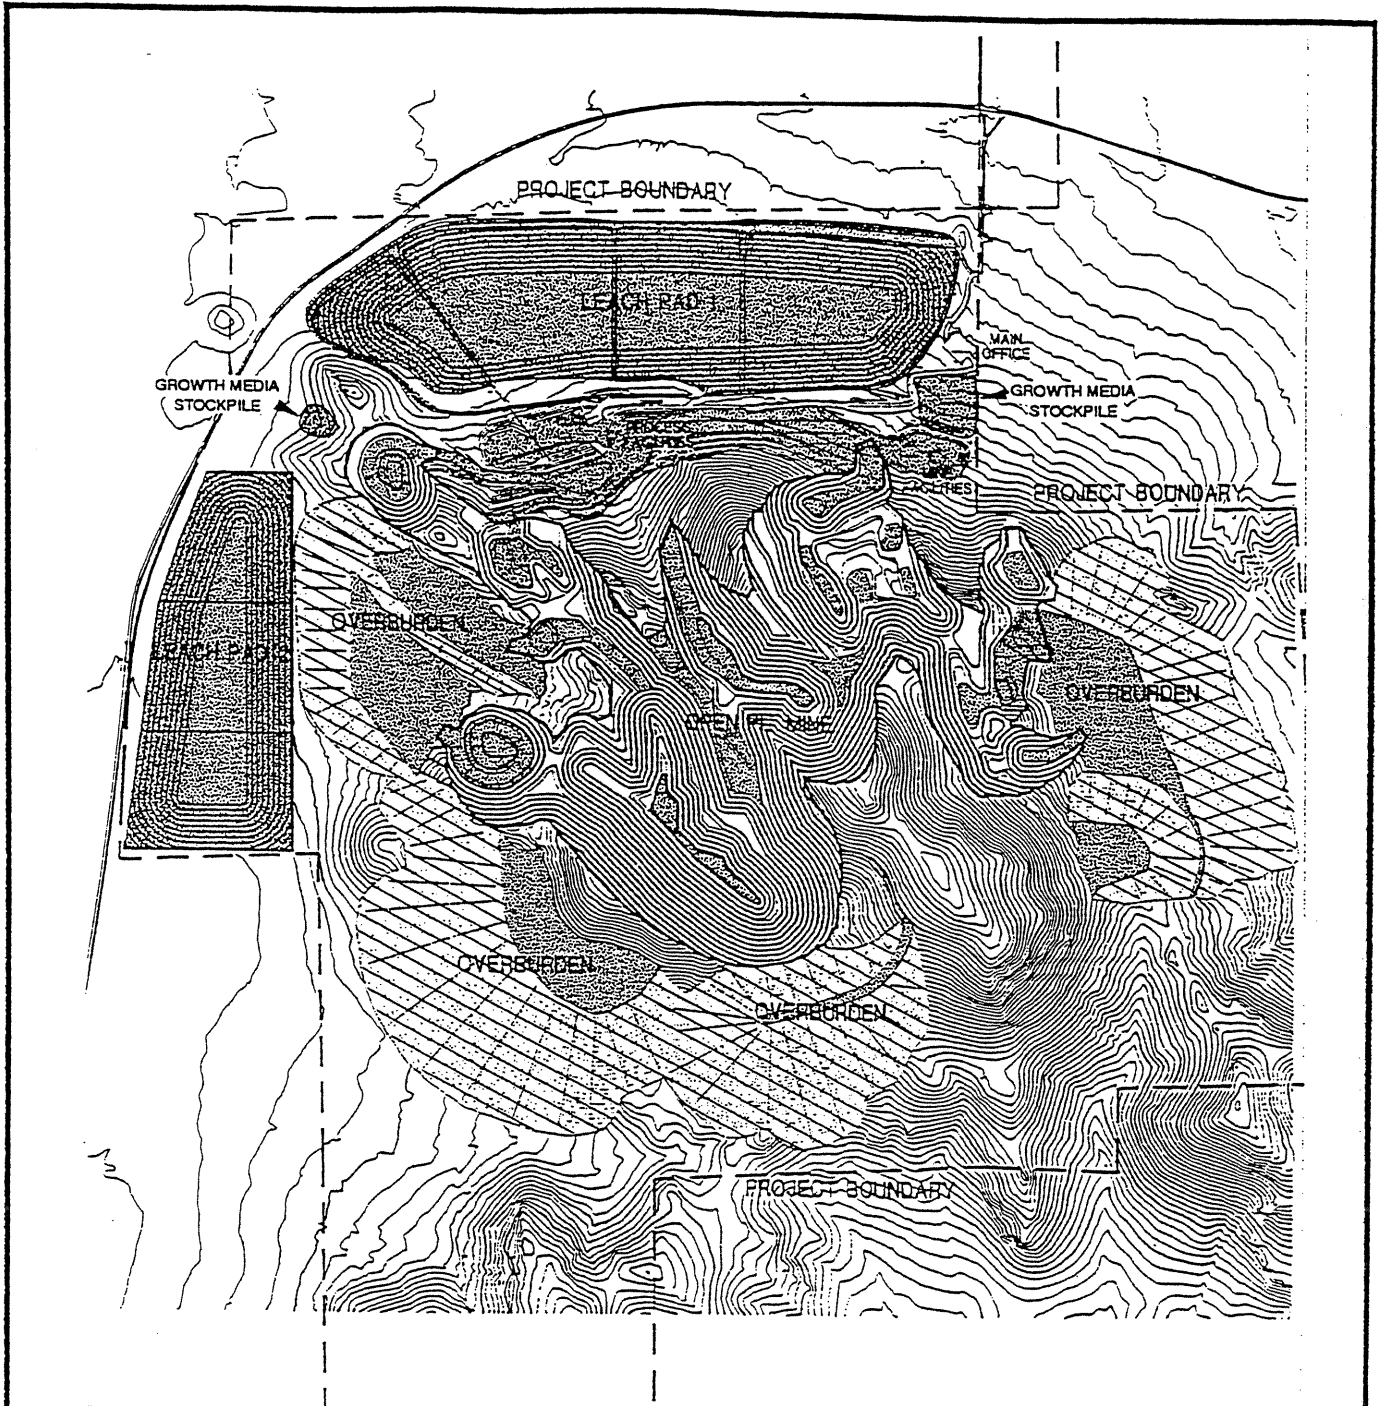 PROJECT BOUNDARY
LEACH PAD 1
MAIN
OFFICE
GROWTH MEDIA
STOCKPILE
GROWTH MEDIA
STOCKPILE
PROCESS
FACILITIES
FACILITIES
PROJECT BOUNDARY
OVERBURDEN
LEACH PAD 2
OVERBURDEN
OPEN PIT MINE
OVERBURDEN
OVERBURDEN
PROJECT BOUNDARY